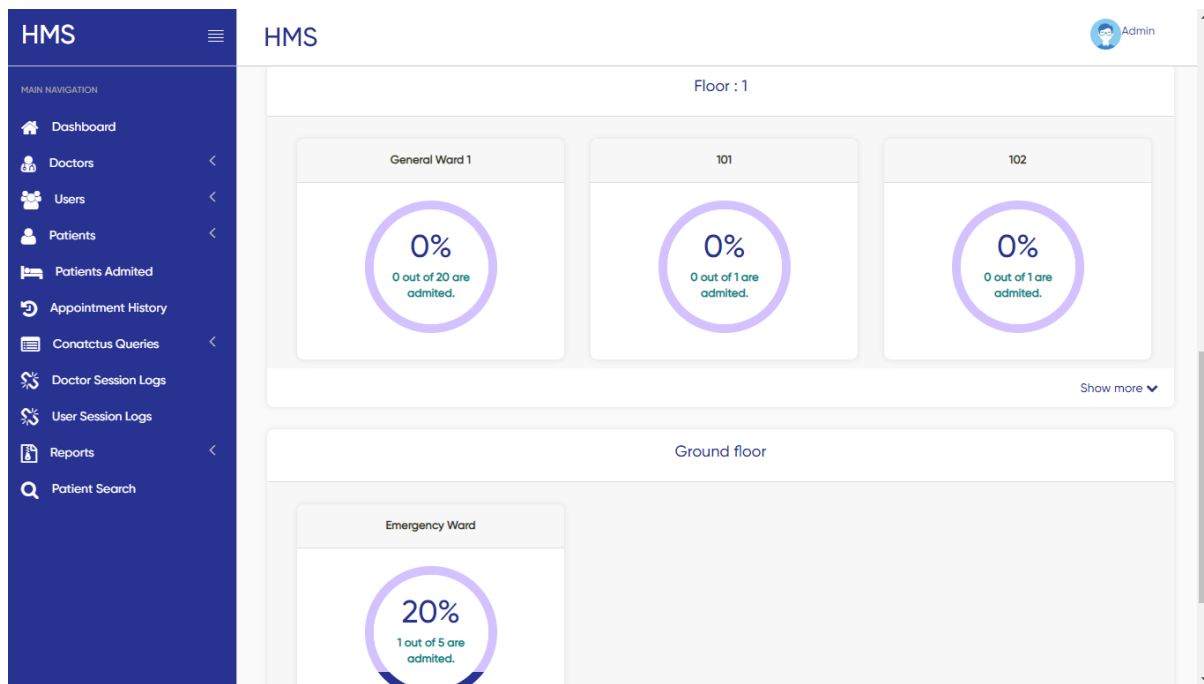 HMS
MAIN NAVIGATION
Dashboard
Doctors
Users
Patients
Patients Admited
Appointment History
Conatctus Queries
Doctor Session Logs
User Session Logs
Reports
Patient Search
HMS
Admin
Floor : 1
General Ward 1
0%
0 out of 20 are
admited.
101
0%
0 out of 1 are
admited.
102
0%
0 out of 1 are
admited.
Show more
Ground floor
Emergency Ward
20%
1 out of 5 are
admited.